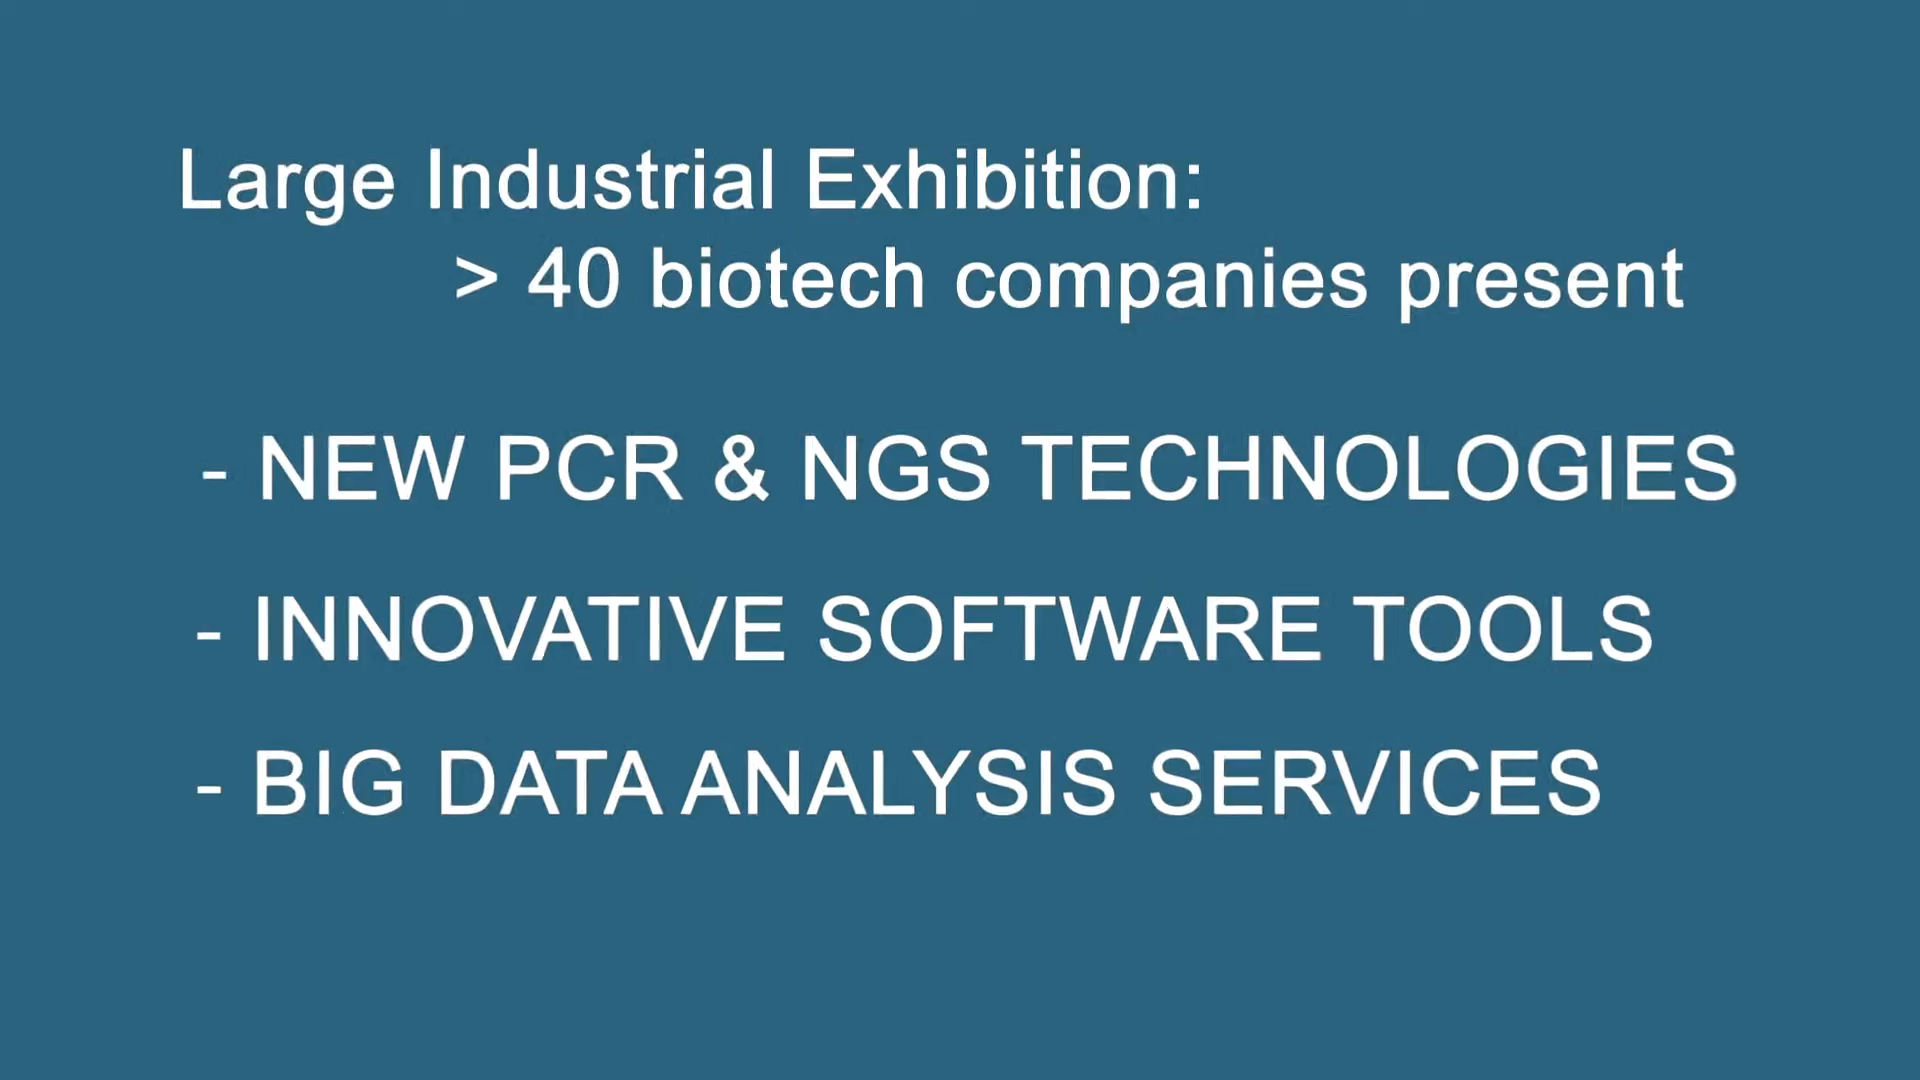 Large Industrial Exhibition:
> 40 biotech companies present
- NEW PCR & NGS TECHNOLOGIES
- INNOVATIVE SOFTWARE TOOLS
- BIG DATA ANALYSIS SERVICES